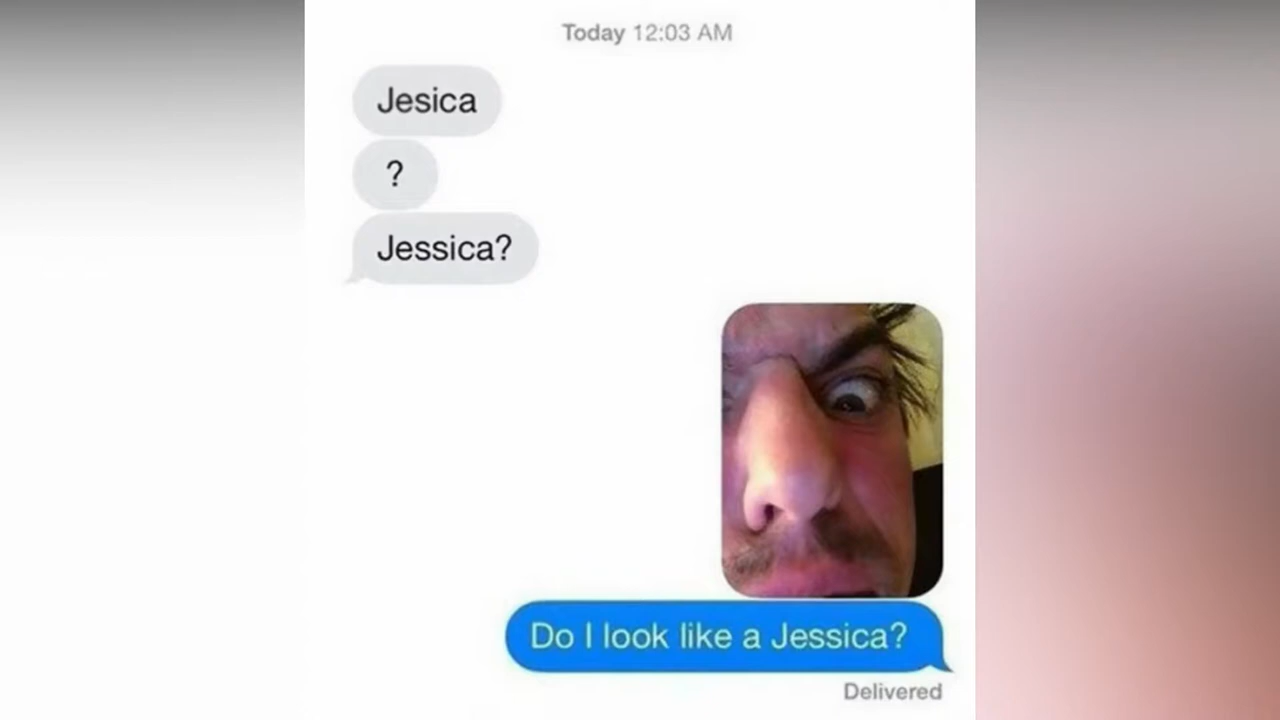 Today 12:03 AM
Jesica
?
Jessica?
Do I look like a Jessica?
Delivered